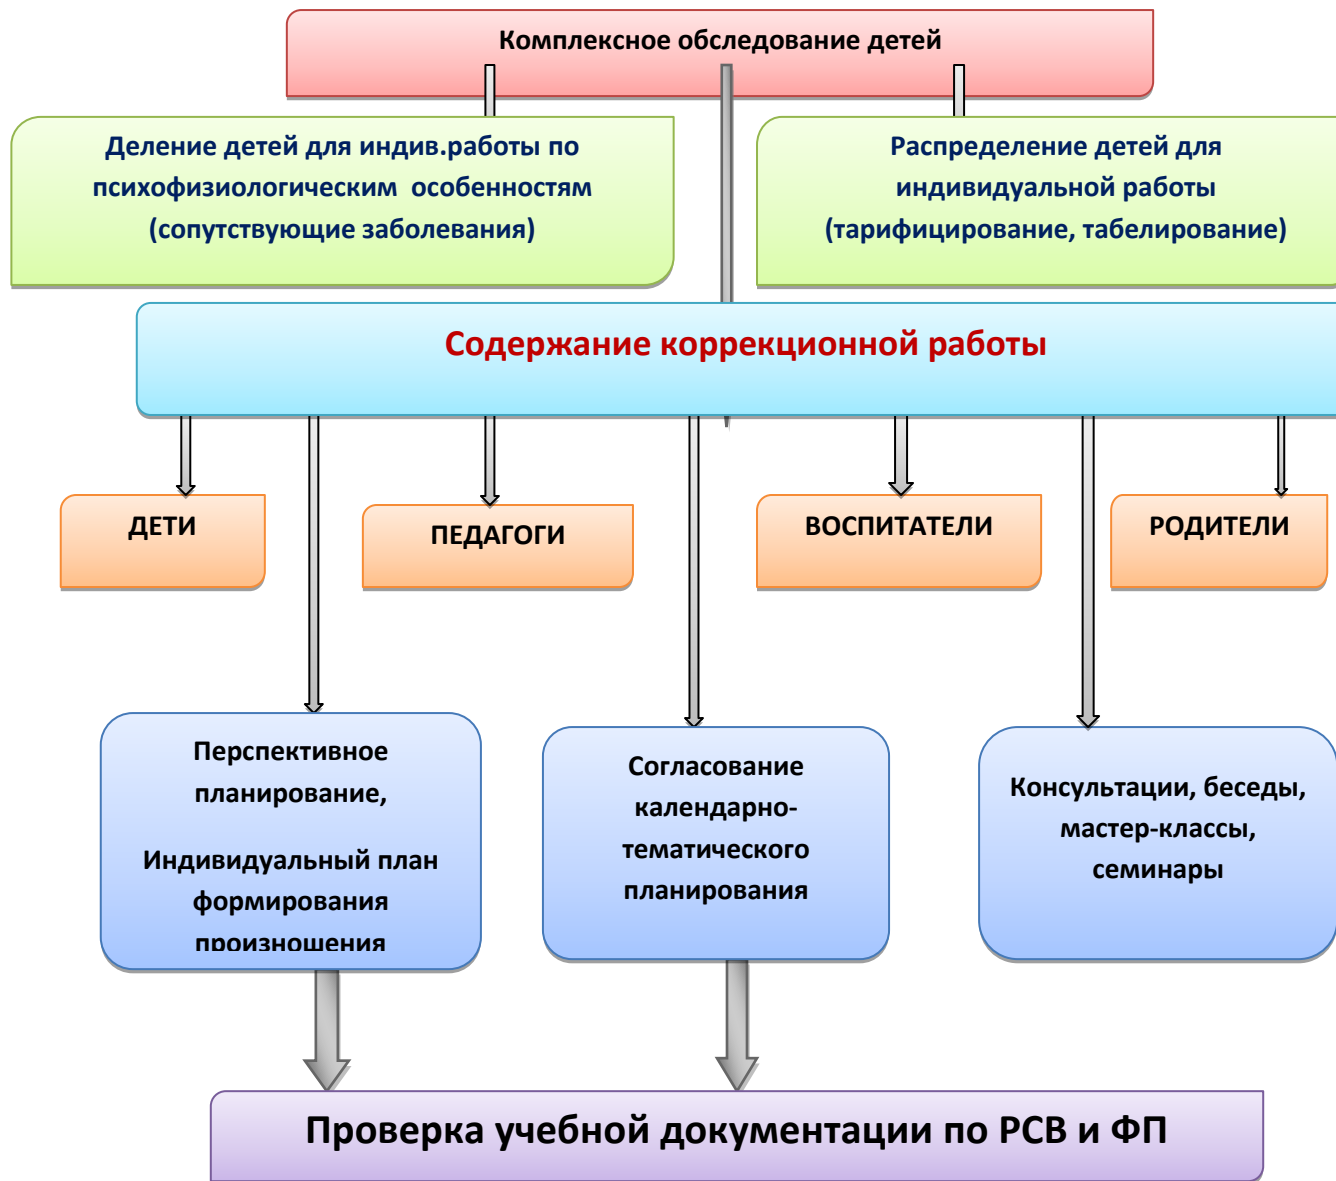 Комплексное обследование детей
Деление детей для индив.работы по
психофизиологическим особенностям
(сопутствующие заболевания)
Распределение детей для
индивидуальной работы
(тарифицирование, табелирование)
Содержание коррекционной работы
ДЕТИ
ПЕДАГОГИ
ВОСПИТАТЕЛИ
РОДИТЕЛИ
Перспективное
планирование,
Индивидуальный план
формирования
произношения
Согласование
календарно-
тематического
планирования
Консультации, беседы,
мастер-классы,
семинары
Проверка учебной документации по РСВ и ФП